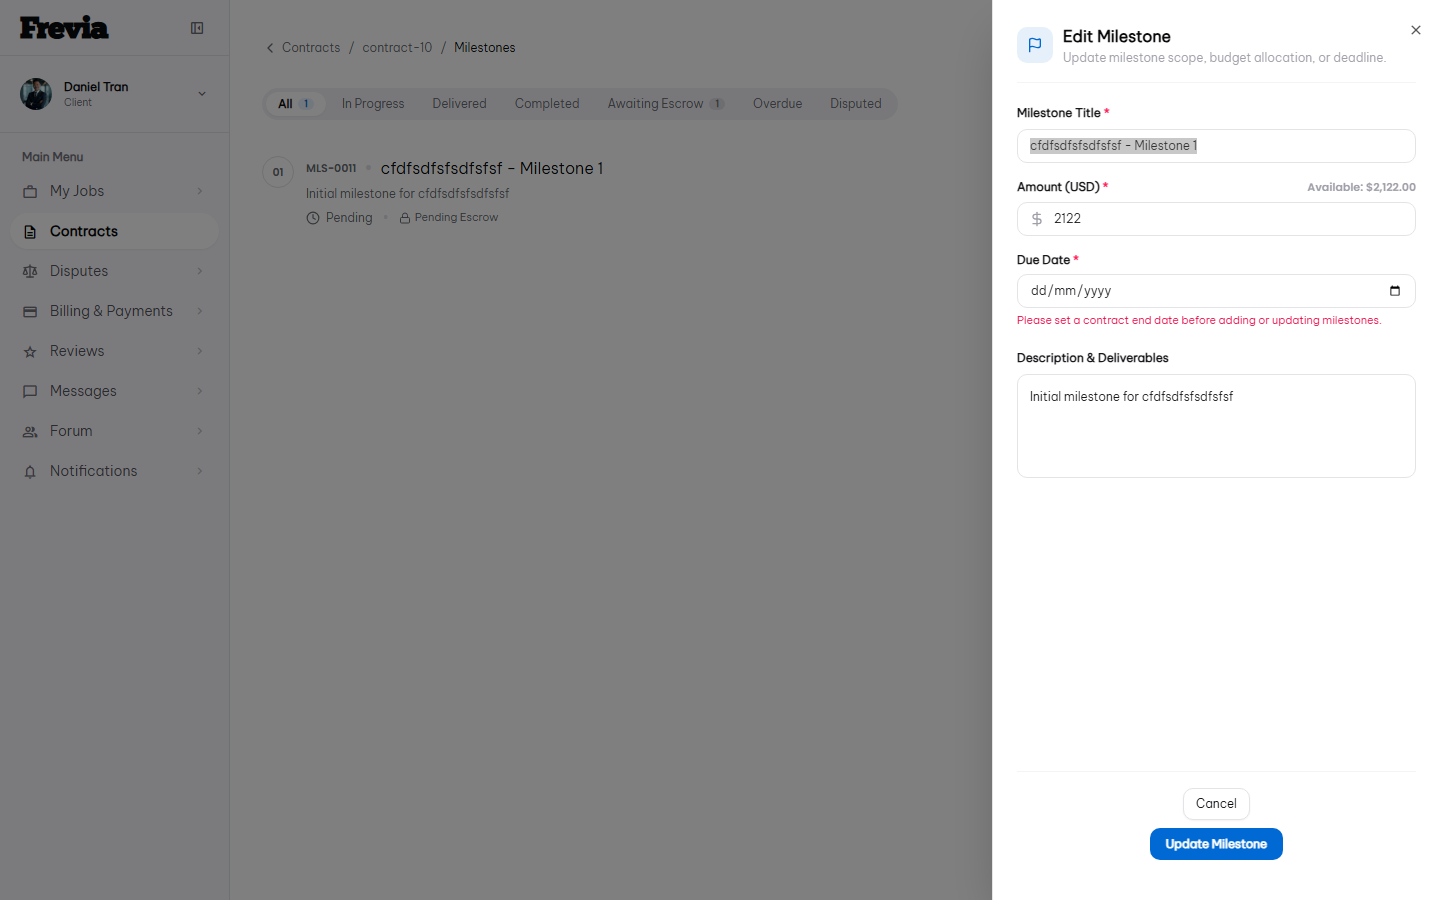 Frevia
Daniel Tran
Client
Main Menu
My Jobs
Contracts
Disputes
Billing & Payments
Reviews
Messages
Forum
Notifications
Contracts / contract-10 / Milestones
All 1 In Progress Delivered Completed Awaiting Escrow 1 Overdue Disputed
01 MLS-0011 • cfdfsdfsfsdfsfsf - Milestone 1
Initial milestone for cfdfsdfsfsdfsfsf
Pending • Pending Escrow
Edit Milestone
Update milestone scope, budget allocation, or deadline.
Milestone Title *
cfdfsdfsfsdfsfsf - Milestone 1
Amount (USD) * Available: $2,122.00
$ 2122
Due Date *
dd/mm/yyyy
Please set a contract end date before adding or updating milestones.
Description & Deliverables
Initial milestone for cfdfsdfsfsdfsfsf
Cancel
Update Milestone